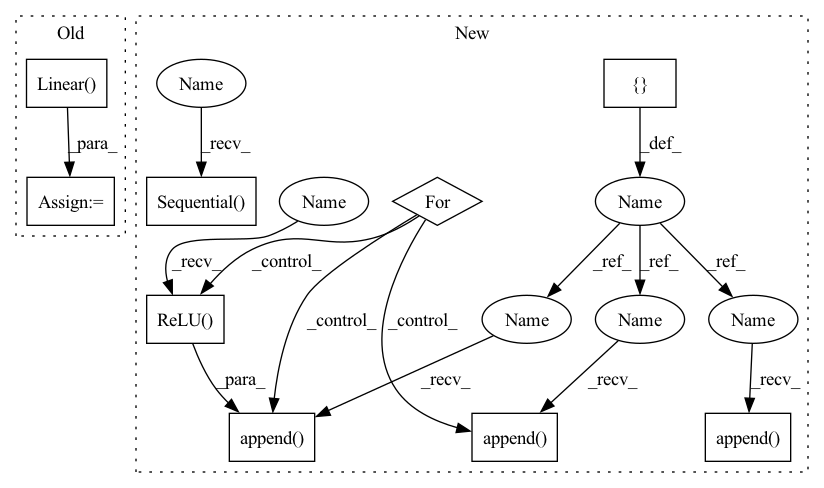 Old
New
Linear()
Name
{}
_para_
_recv_
_def_
Assign:=
Sequential()
Name
For
Name
_recv_
_control_
_ref_
_ref_
_ref_
ReLU()
_control_
_control_
Name
Name
Name
_para_
_recv_
_recv_
_recv_
append()
append()
append()